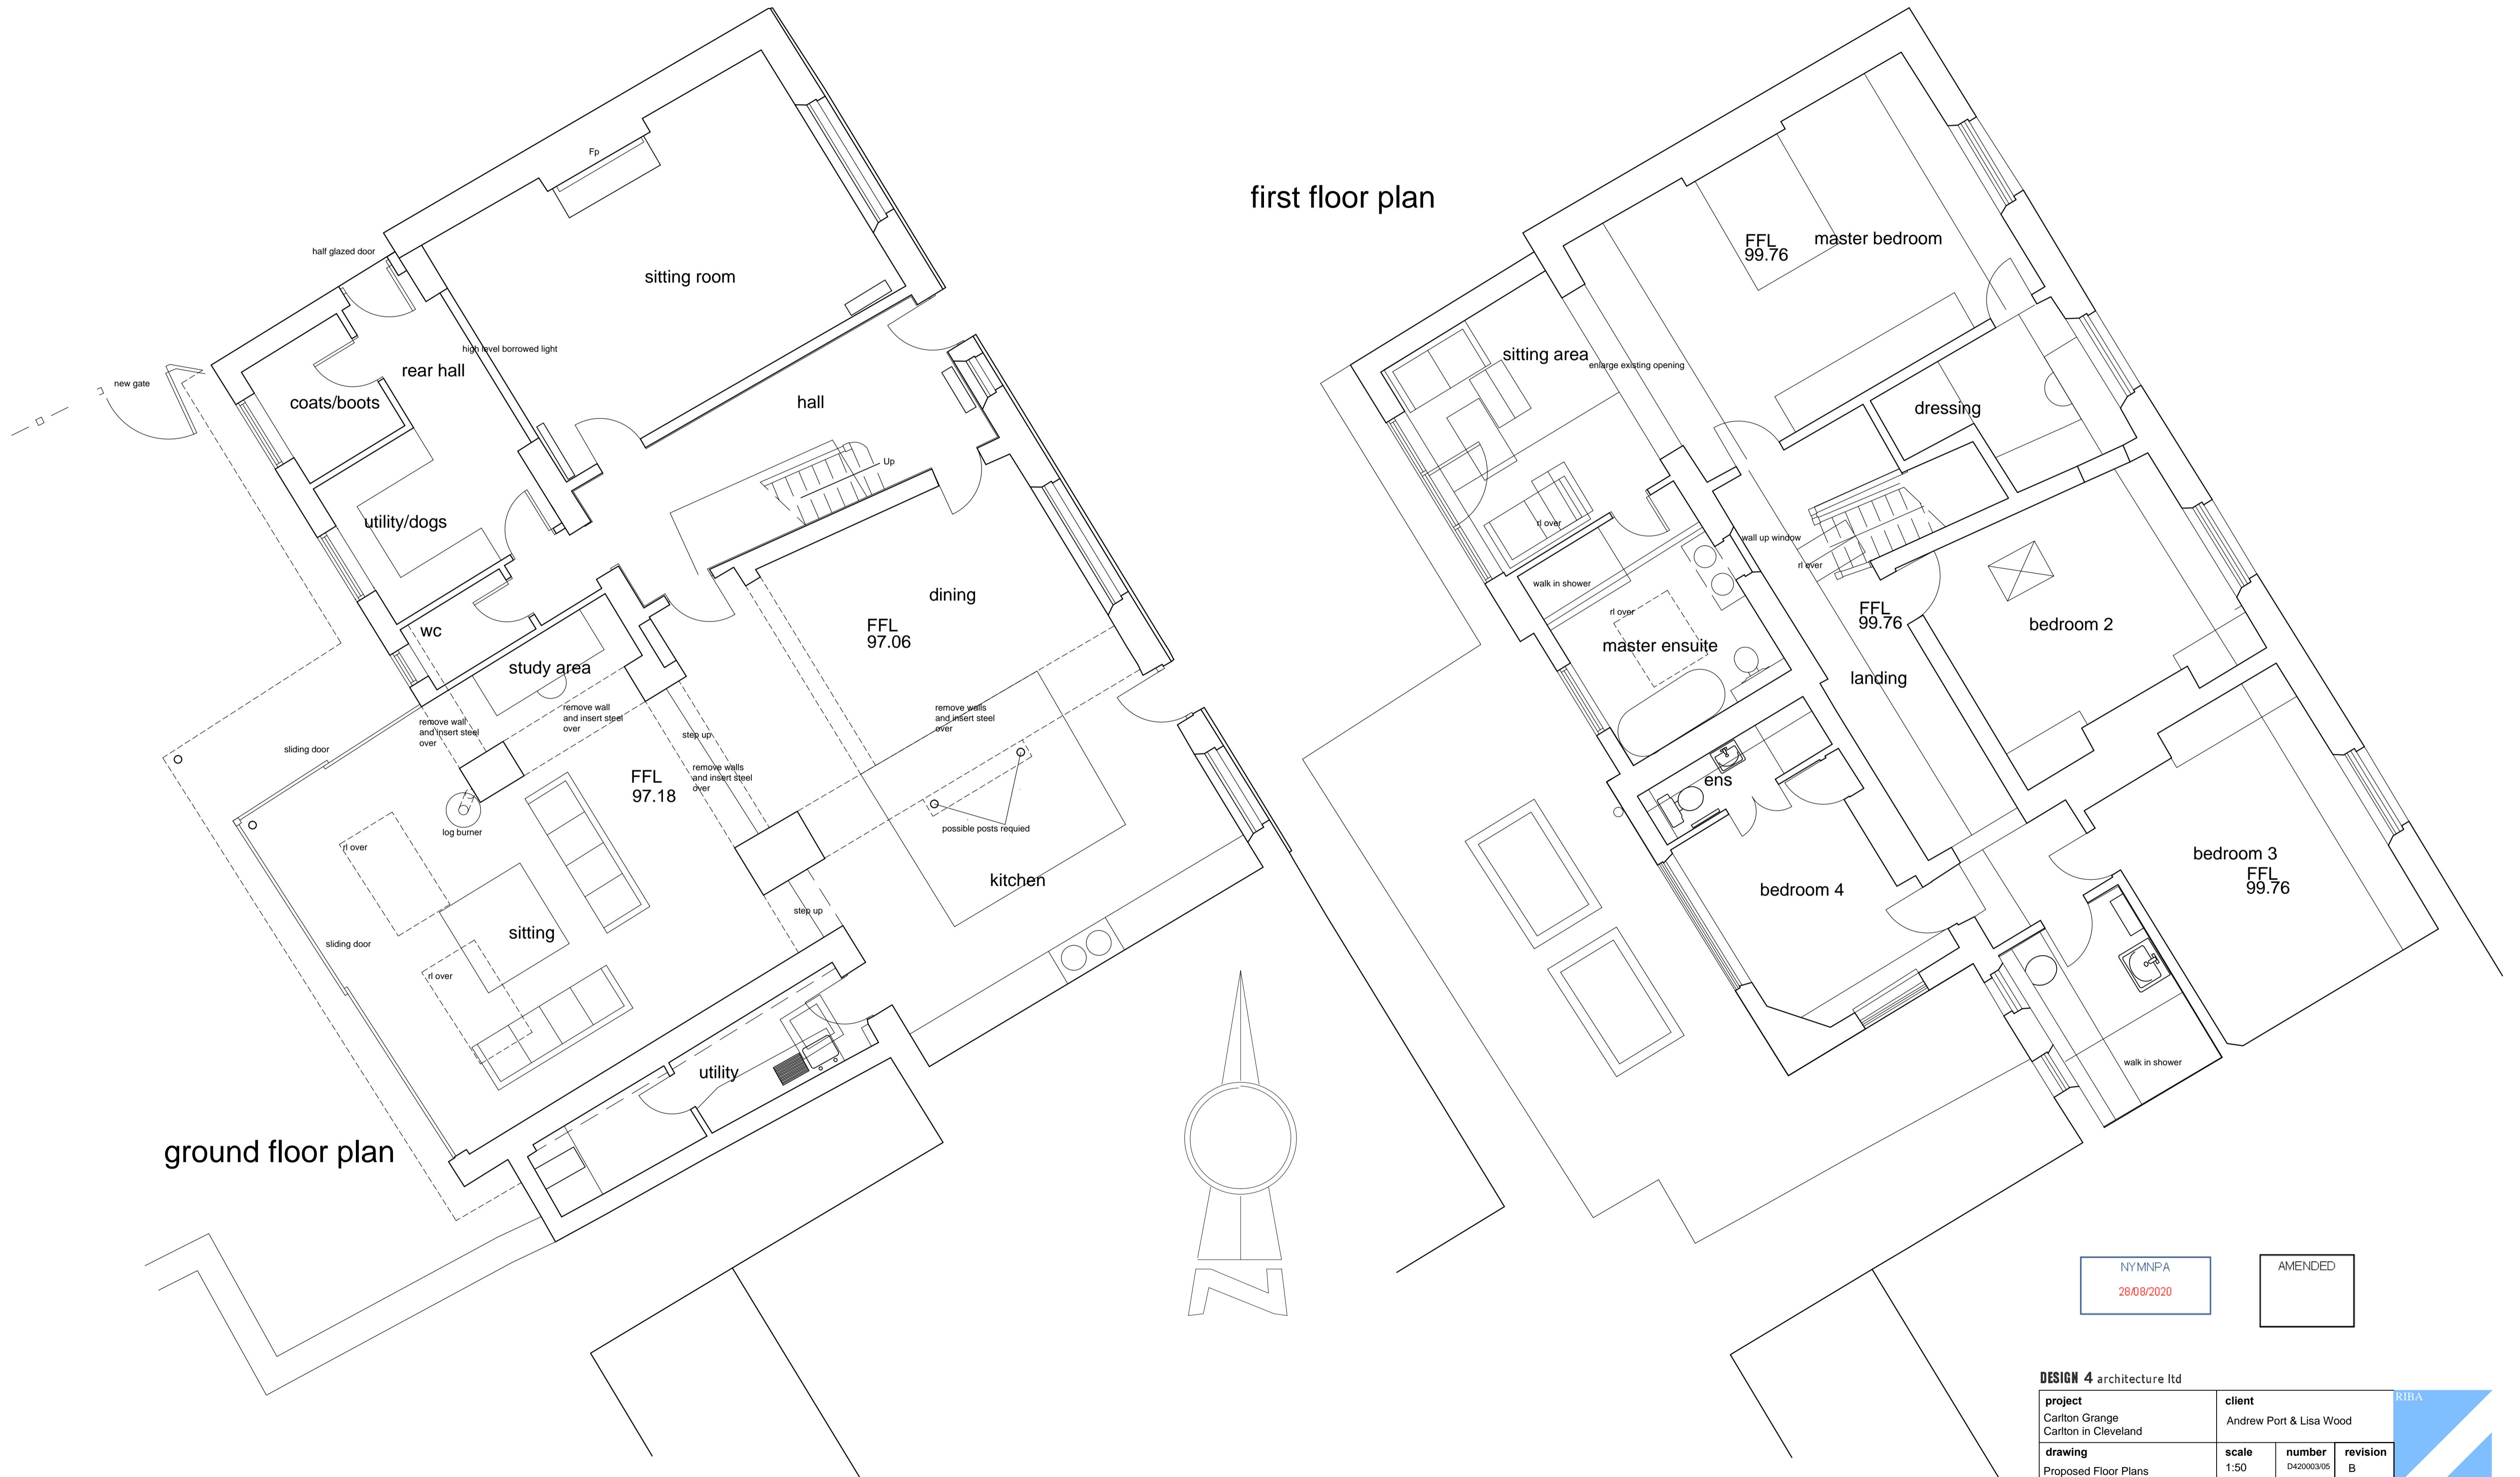 first floor plan
Fp
half glazed door
sitting room
high level borrowed light
rear hall
new gate
coats/boots
hall
Up
utility/dogs
dining
FFL
97.06
wc
study area
remove wall
and insert steel
over
remove wall
and insert steel
over
step up
remove walls
and insert steel
over
remove walls
and insert steel
over
sliding door
FFL
97.18
log burner
possible posts requied
rl over
kitchen
step up
sitting
sliding door
rl over
utility
ground floor plan
FFL
99.76
master bedroom
sitting area
enlarge existing opening
dressing
rl over
wall up window
rl over
walk in shower
rl over
FFL
99.76
bedroom 2
master ensuite
landing
ens
bedroom 4
bedroom 3
FFL
99.76
walk in shower
N
NYMNPA
28/08/2020
AMENDED
DESIGN 4 architecture ltd
project
Carlton Grange
Carlton in Cleveland
client
Andrew Port & Lisa Wood
RIBA
drawing
Proposed Floor Plans
scale
1:50
number
D420003/05
revision
B